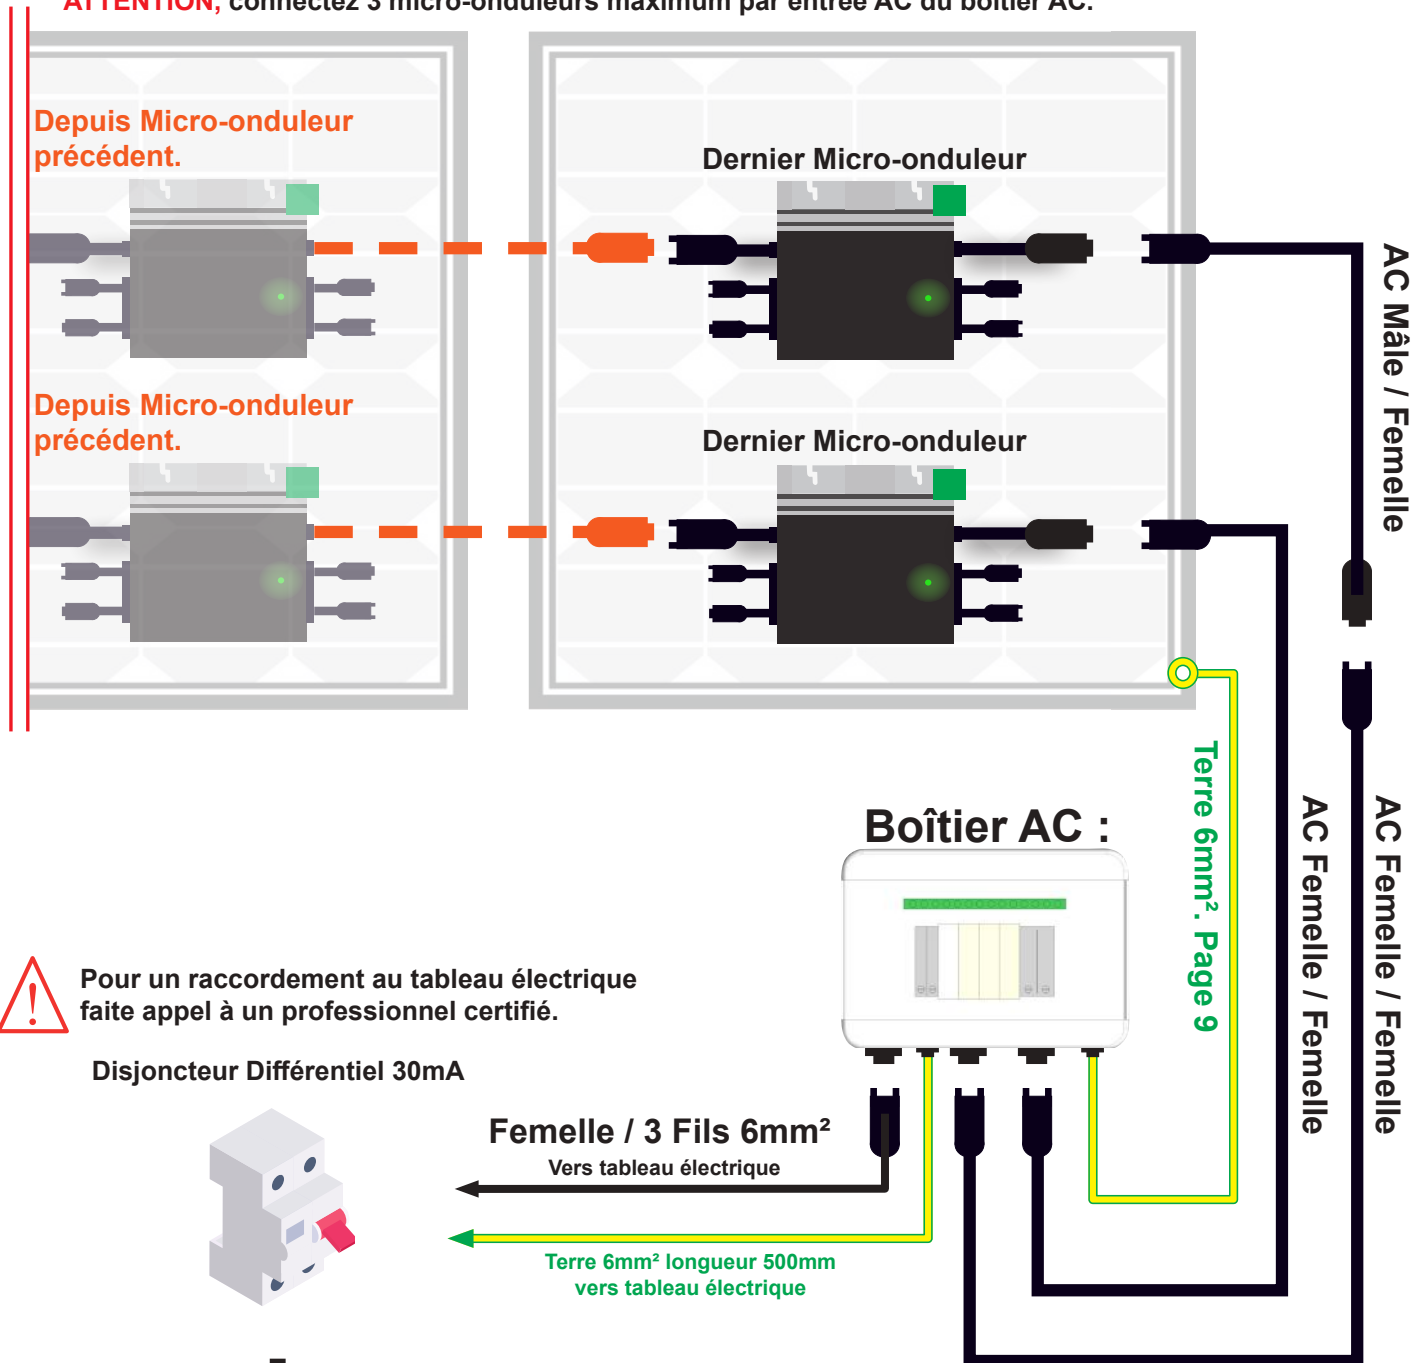 ATTENTION, connectez 3 micro-onduleurs maximum par entrée AC du boîtier AC.
Depuis Micro-onduleur
précédent.
Dernier Micro-onduleur
AC Mâle / Femelle
Depuis Micro-onduleur
précédent.
Dernier Micro-onduleur
Terre 6mm². Page 9
AC Femelle / Femelle
AC Femelle / Femelle
Boîtier AC :
Pour un raccordement au tableau électrique
faite appel à un professionnel certifié.
Disjoncteur Différentiel 30mA
Femelle / 3 Fils 6mm²
Vers tableau électrique
Terre 6mm² longueur 500mm
vers tableau électrique